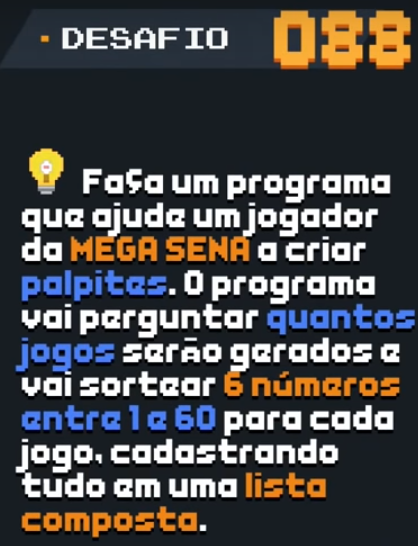 DESAFIO 088
Faça um programa
que ajude um jogador
da MEGA SENA a criar
palpites. O programa
vai perguntar quantos
jogos serão gerados e
vai sortear 6 números
entre 1 e 60 para cada
jogo, cadastrando
tudo em uma lista
composta.